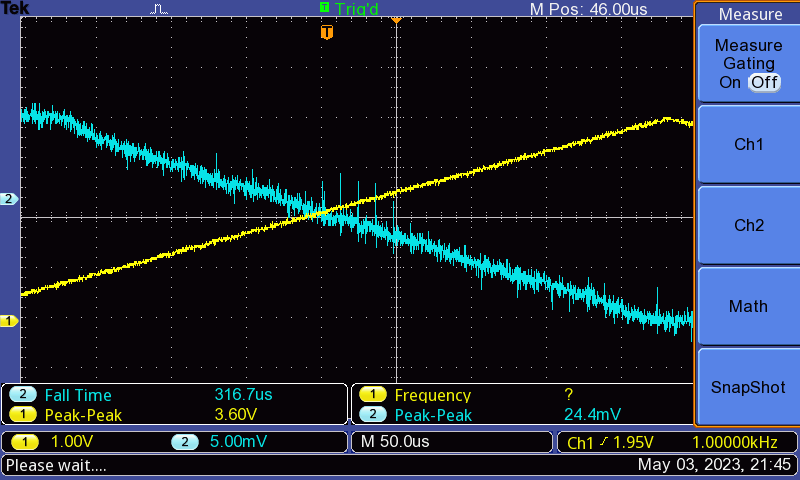 Tek T Trig'd M Pos: 46.00us Measure
T
Measure
Gating
On Off
Ch1
2
Ch2
1
Math
SnapShot
2 Fall Time 316.7us 1 Frequency ?
1 Peak-Peak 3.60V 2 Peak-Peak 24.4mV
1 1.00V 2 5.00mV M 50.0us Ch1 1.95V 1.00000kHz
Please wait.... May 03, 2023, 21:45